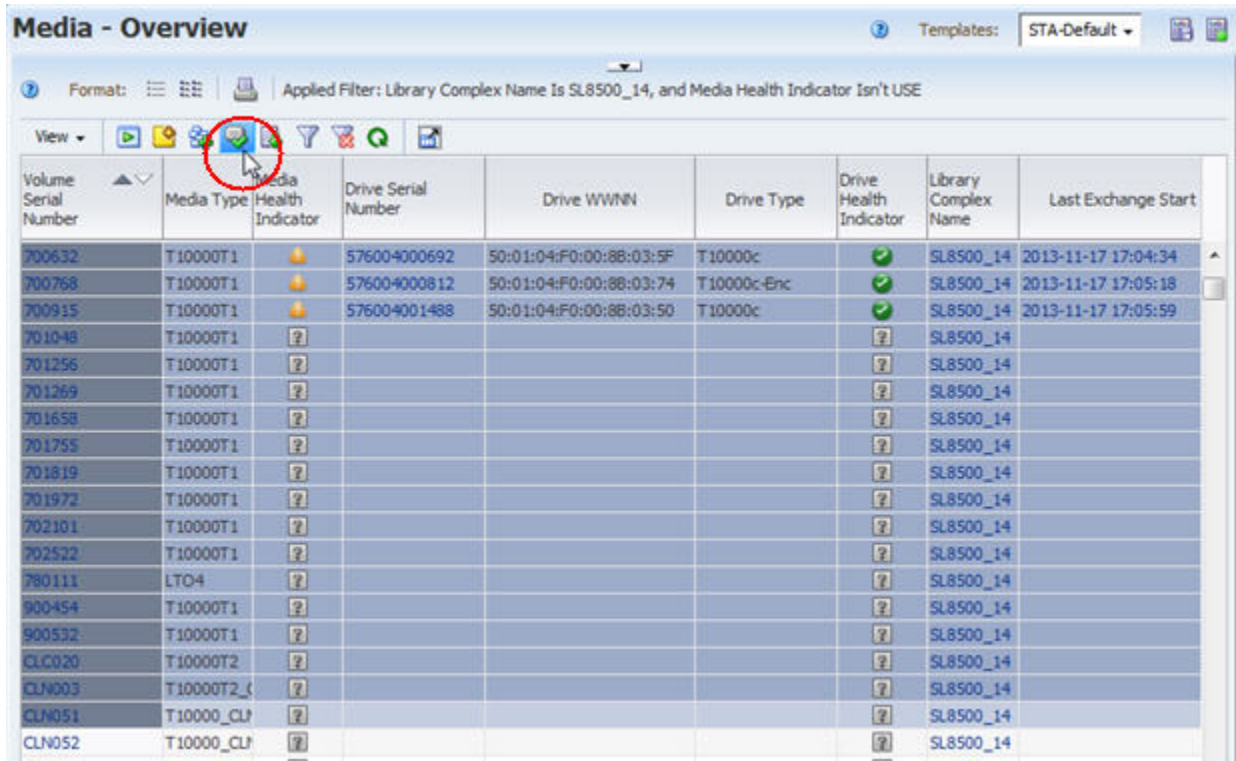 Media - Overview Templates: STA-Default
Format: Applied Filter: Library Complex Name Is SL8500_14, and Media Health Indicator Isn't USE
View
Volume Serial Number Media Type Media Health Indicator Drive Serial Number Drive WWNN Drive Type Drive Health Indicator Library Complex Name Last Exchange Start
700632 T10000T1 576004000692 50:01:04:F0:00:8B:03:5F T10000c SL8500_14 2013-11-17 17:04:34
700768 T10000T1 576004000812 50:01:04:F0:00:8B:03:74 T10000c-Enc SL8500_14 2013-11-17 17:05:18
700915 T10000T1 576004001488 50:01:04:F0:00:8B:03:50 T10000c SL8500_14 2013-11-17 17:05:59
701048 T10000T1 ? ? SL8500_14
701256 T10000T1 ? ? SL8500_14
701269 T10000T1 ? ? SL8500_14
701658 T10000T1 ? ? SL8500_14
701755 T10000T1 ? ? SL8500_14
701819 T10000T1 ? ? SL8500_14
701972 T10000T1 ? ? SL8500_14
702101 T10000T1 ? ? SL8500_14
702522 T10000T1 ? ? SL8500_14
780111 LTO4 ? ? SL8500_14
900454 T10000T1 ? ? SL8500_14
900532 T10000T1 ? ? SL8500_14
CLC020 T10000T2 ? ? SL8500_14
CLN003 T10000T2_C ? ? SL8500_14
CLN051 T10000_CLN ? ? SL8500_14
CLN052 T10000_CLN ? ? SL8500_14